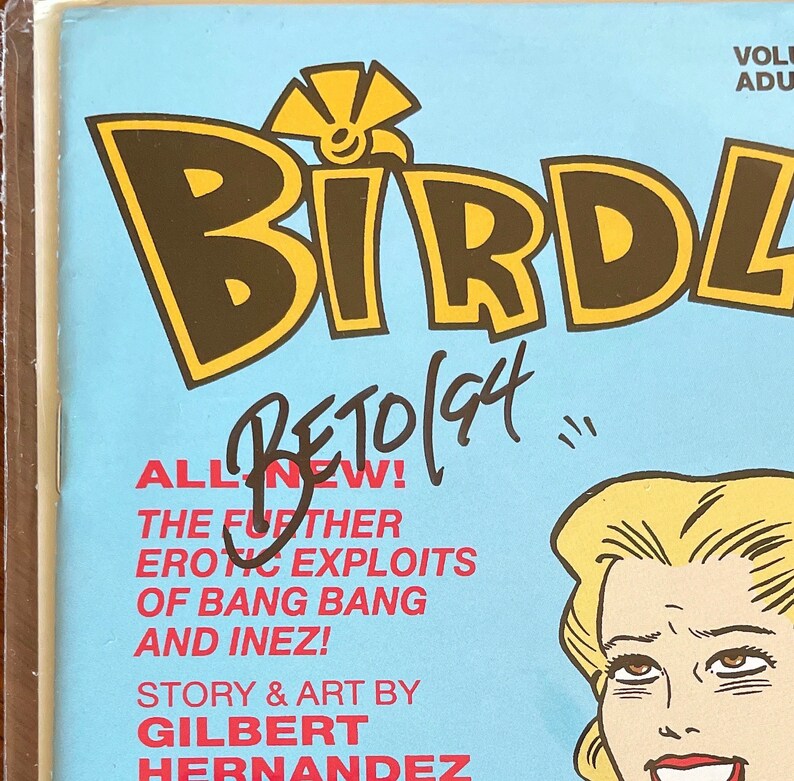 VOLU
ADU
BIRDL
BETO/94
ALL-NEW!
THE FURTHER
EROTIC EXPLOITS
OF BANG BANG
AND INEZ!
STORY & ART BY
GILBERT
HERNANDEZ